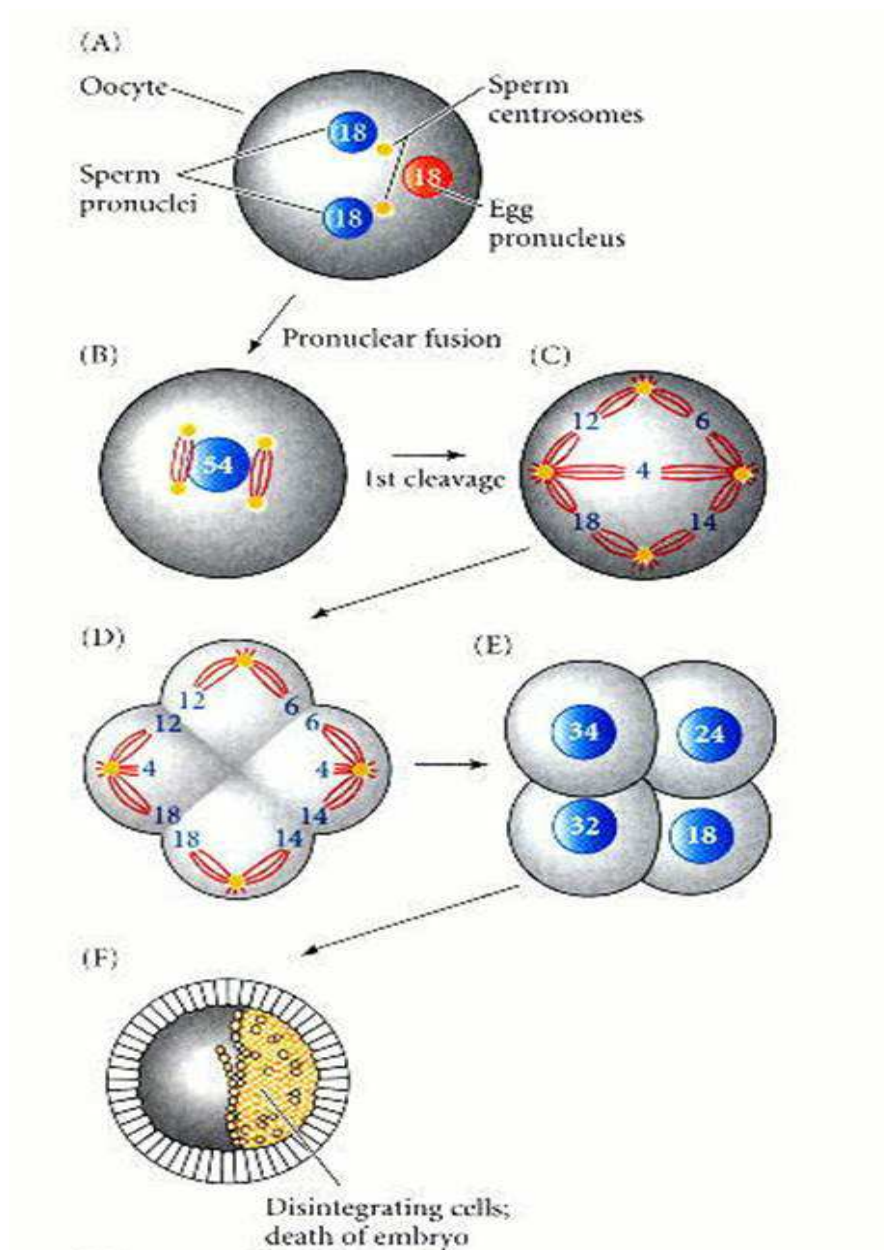 (A)
Oocyte
Sperm
centrosomes
18
18
18
Sperm
pronuclei
Egg
pronucleus
Pronuclear fusion
(B)
(C)
54
1st cleavage
12
6
4
18
14
(D)
(E)
12
6
12
6
4
4
18
14
18
14
34
24
32
18
(F)
Disintegrating cells;
death of embryo